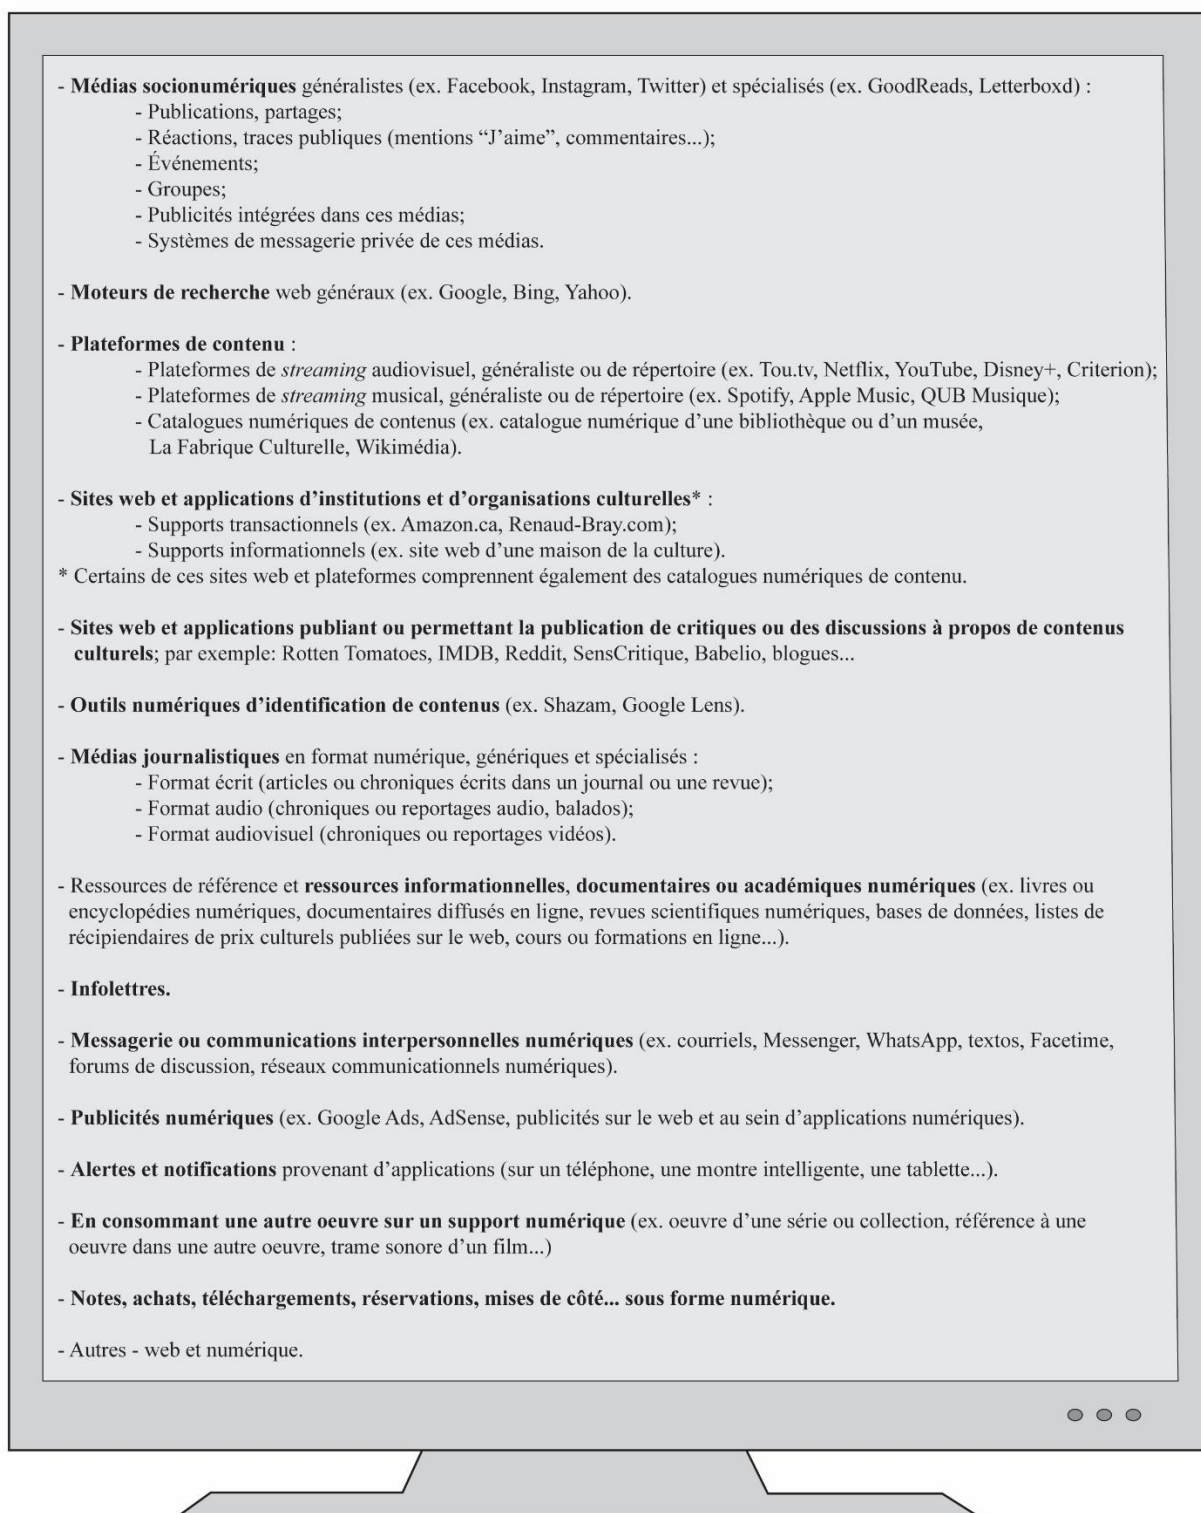 - Médias socionumériques généralistes (ex. Facebook, Instagram, Twitter) et spécialisés (ex. GoodReads, Letterboxd) :
- Publications, partages;
- Réactions, traces publiques (mentions “J’aime”, commentaires...);
- Événements;
- Groupes;
- Publicités intégrées dans ces médias;
- Systèmes de messagerie privée de ces médias.
- Moteurs de recherche web généraux (ex. Google, Bing, Yahoo).
- Plateformes de contenu :
- Plateformes de streaming audiovisuel, généraliste ou de répertoire (ex. Tou.tv, Netflix, YouTube, Disney+, Criterion);
- Plateformes de streaming musical, généraliste ou de répertoire (ex. Spotify, Apple Music, QUB Musique);
- Catalogues numériques de contenus (ex. catalogue numérique d’une bibliothèque ou d’un musée,
La Fabrique Culturelle, Wikimédia).
- Sites web et applications d’institutions et d’organisations culturelles* :
- Supports transactionnels (ex. Amazon.ca, Renaud-Bray.com);
- Supports informationnels (ex. site web d’une maison de la culture).
* Certains de ces sites web et plateformes comprennent également des catalogues numériques de contenu.
- Sites web et applications publiant ou permettant la publication de critiques ou des discussions à propos de contenus
culturels; par exemple: Rotten Tomatoes, IMDB, Reddit, SensCritique, Babelio, blogues...
- Outils numériques d’identification de contenus (ex. Shazam, Google Lens).
- Médias journalistiques en format numérique, génériques et spécialisés :
- Format écrit (articles ou chroniques écrits dans un journal ou une revue);
- Format audio (chroniques ou reportages audio, balados);
- Format audiovisuel (chroniques ou reportages vidéos).
- Ressources de référence et ressources informationnelles, documentaires ou académiques numériques (ex. livres ou
encyclopédies numériques, documentaires diffusés en ligne, revues scientifiques numériques, bases de données, listes de
récipiendaires de prix culturels publiées sur le web, cours ou formations en ligne...).
- Infolettres.
- Messagerie ou communications interpersonnelles numériques (ex. courriels, Messenger, WhatsApp, textos, Facetime,
forums de discussion, réseaux communicationnels numériques).
- Publicités numériques (ex. Google Ads, AdSense, publicités sur le web et au sein d’applications numériques).
- Alertes et notifications provenant d’applications (sur un téléphone, une montre intelligente, une tablette...).
- En consommant une autre oeuvre sur un support numérique (ex. oeuvre d’une série ou collection, référence à une
oeuvre dans une autre oeuvre, trame sonore d’un film...)
- Notes, achats, téléchargements, réservations, mises de côté... sous forme numérique.
- Autres - web et numérique.